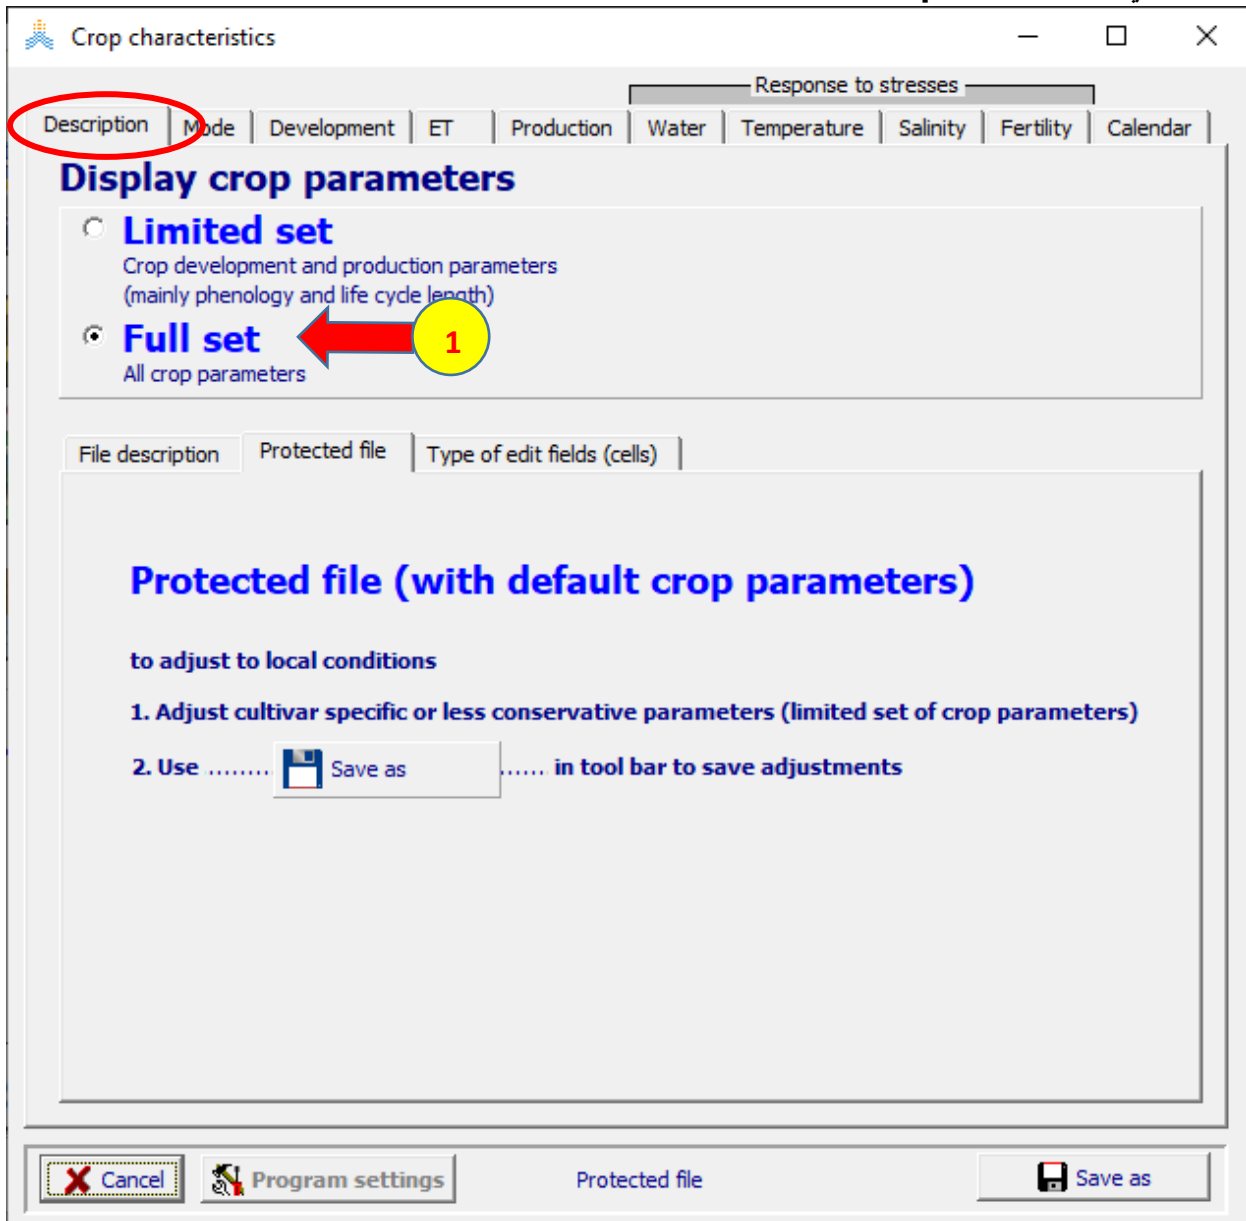 Crop characteristics
Response to stresses
Description Mode Development ET Production Water Temperature Salinity Fertility Calendar
Display crop parameters
Limited set
Crop development and production parameters
(mainly phenology and life cycle length)
Full set
1
All crop parameters
File description Protected file Type of edit fields (cells)
Protected file (with default crop parameters)
to adjust to local conditions
1. Adjust cultivar specific or less conservative parameters (limited set of crop parameters)
2. Use ........ Save as ...... in tool bar to save adjustments
Cancel Program settings Protected file Save as